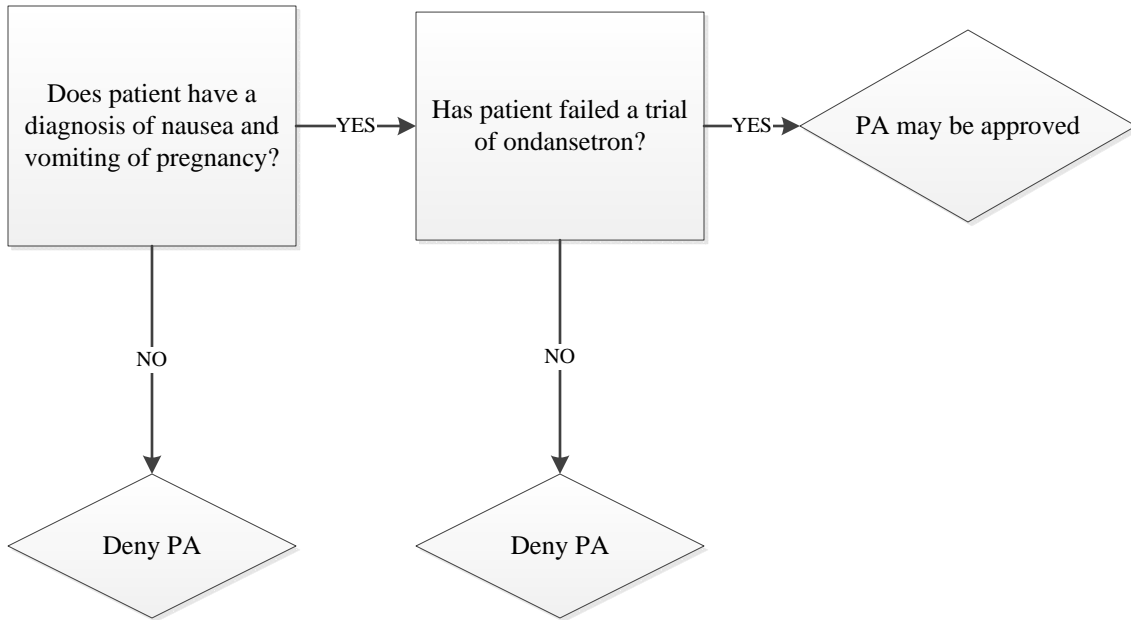 Does patient have a
diagnosis of nausea and
vomiting of pregnancy?
YES
Has patient failed a trial
of ondansetron?
YES
PA may be approved
NO
NO
Deny PA
Deny PA